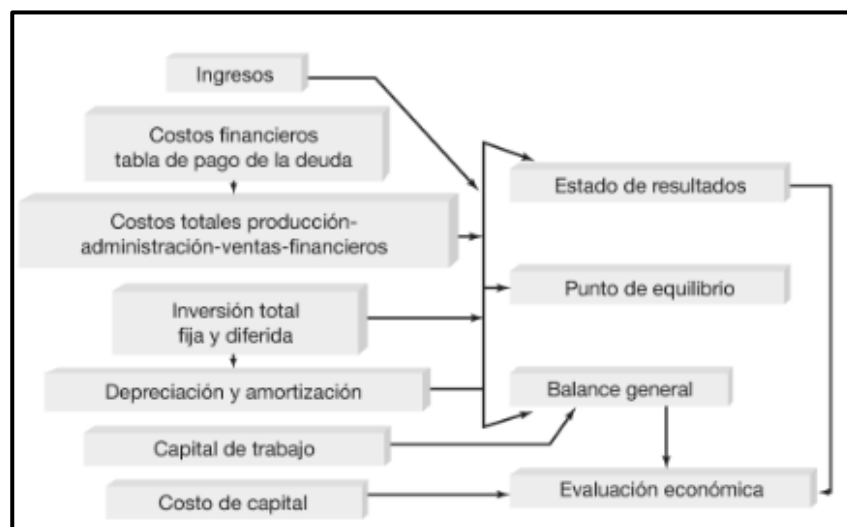 Ingresos
Costos financieros
tabla de pago de la deuda
Costos totales producción-
administración-ventas-financieros
Inversión total
fija y diferida
Depreciación y amortización
Capital de trabajo
Costo de capital
Estado de resultados
Punto de equilibrio
Balance general
Evaluación económica